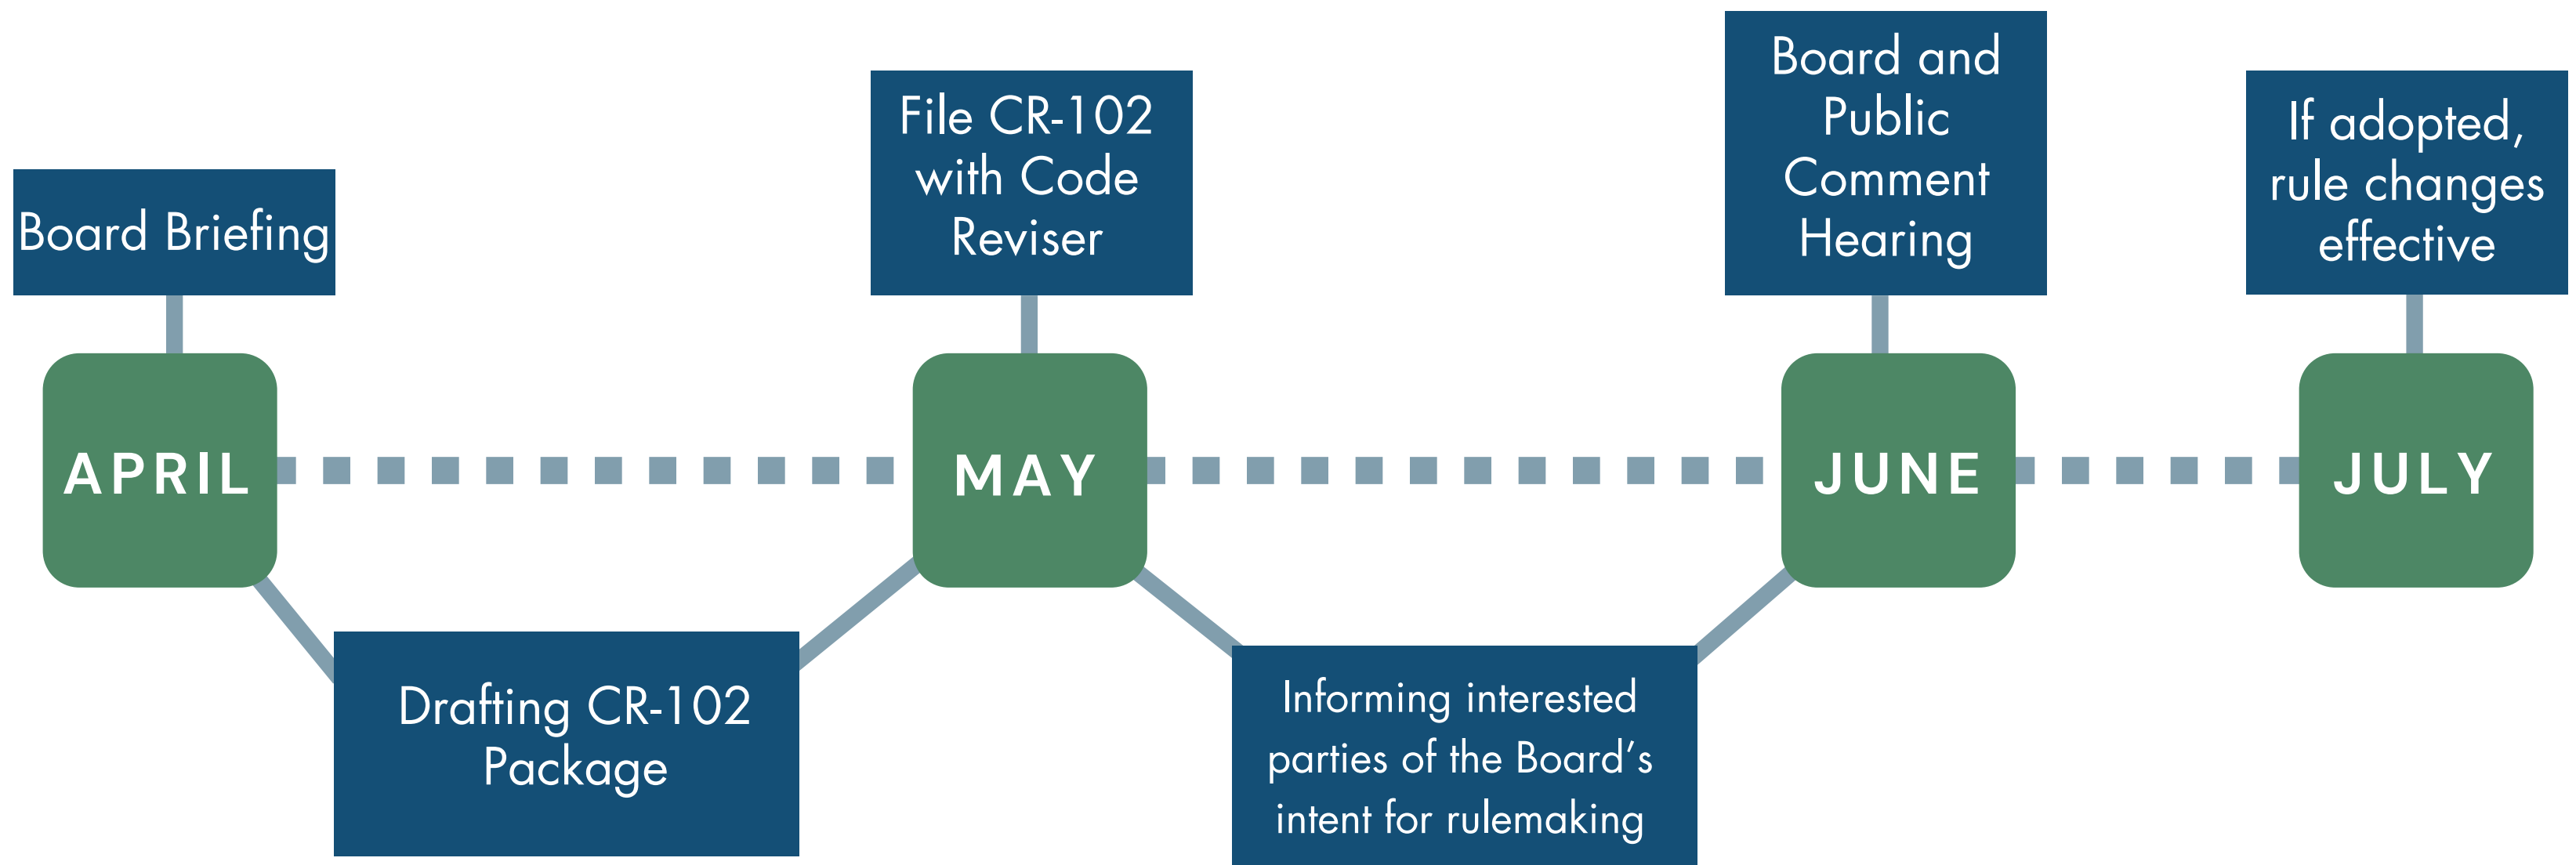 Board Briefing
File CR-102
with Code
Reviser
Board and
Public
Comment
Hearing
If adopted,
rule changes
effective
APRIL
MAY
JUNE
JULY
Drafting CR-102
Package
Informing interested
parties of the Board’s
intent for rulemaking